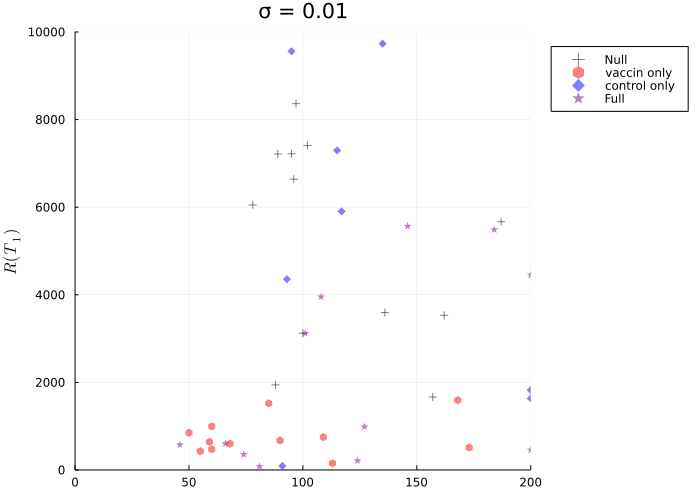 σ = 0.01
10000
8000
6000
4000
2000
0
R(T₁)
0 50 100 150 200
Null
vaccin only
control only
Full